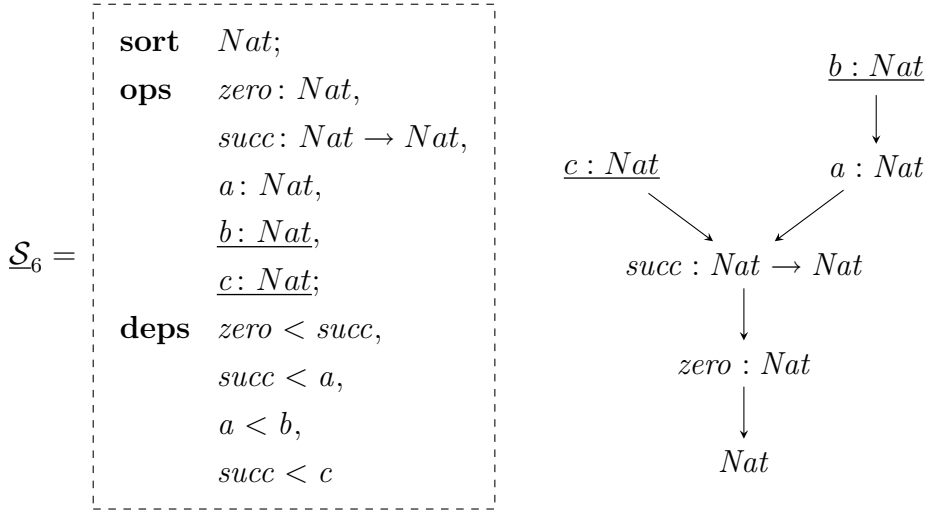 S₆ =
sort Nat;
ops zero : Nat,
succ : Nat → Nat,
a : Nat,
b : Nat,
c : Nat;
deps zero < succ,
succ < a,
a < b,
succ < c
b : Nat
c : Nat
a : Nat
succ : Nat → Nat
zero : Nat
Nat